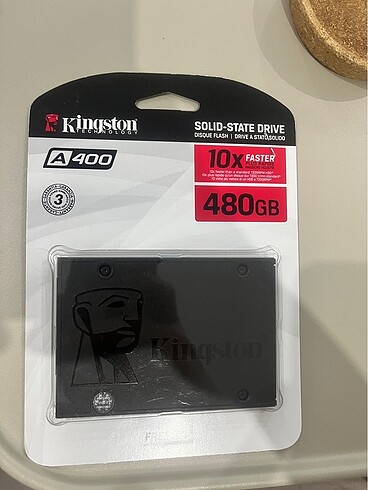 Kingston
TECHNOLOGY
SOLID-STATE DRIVE
DISQUE FLASH | DRIVE A STATO SOLIDO
A400
10x FASTER
3
480GB
Kingston